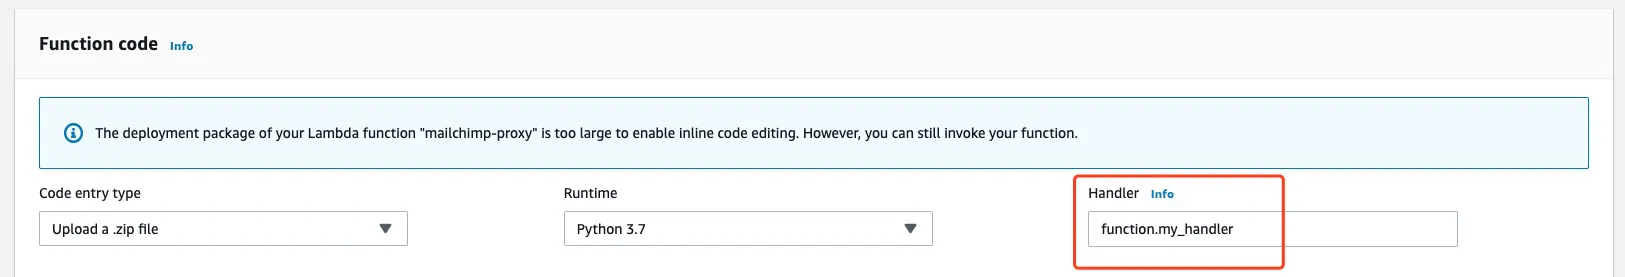 Function code Info
The deployment package of your Lambda function "mailchimp-proxy" is too large to enable inline code editing. However, you can still invoke your function.
Code entry type Runtime Handler Info
Upload a .zip file Python 3.7 function.my_handler